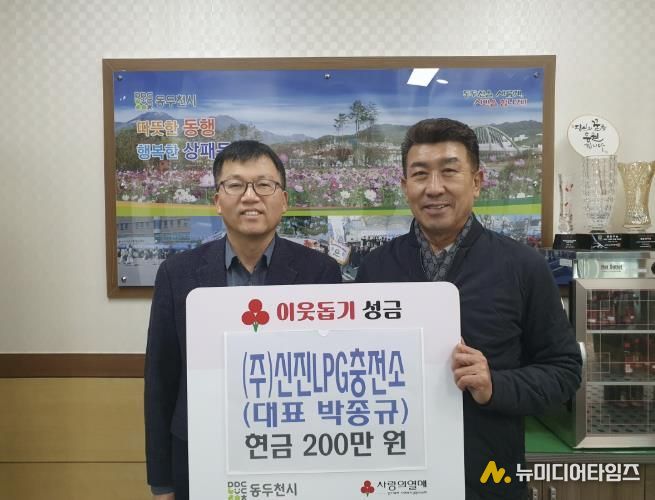 동두천시
따뜻한 동행
행복한 상패동
이웃돕기 성금
(주)신진LPG충전소
(대표 박종규)
현금 200만 원
동두천시
사랑의열매
뉴미디어타임즈